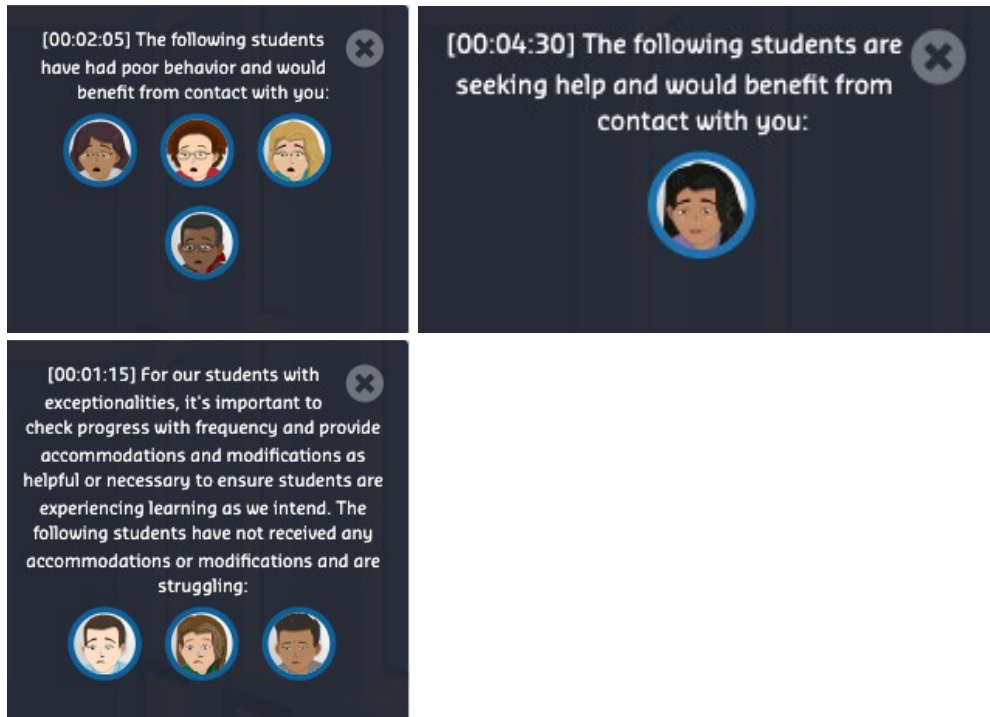 [00:02:05] The following students
have had poor behavior and would
benefit from contact with you:
[00:04:30] The following students are
seeking help and would benefit from
contact with you:
[00:01:15] For our students with
exceptionalities, it's important to
check progress with frequency and provide
accommodations and modifications as
helpful or necessary to ensure students are
experiencing learning as we intend. The
following students have not received any
accommodations or modifications and are
struggling: